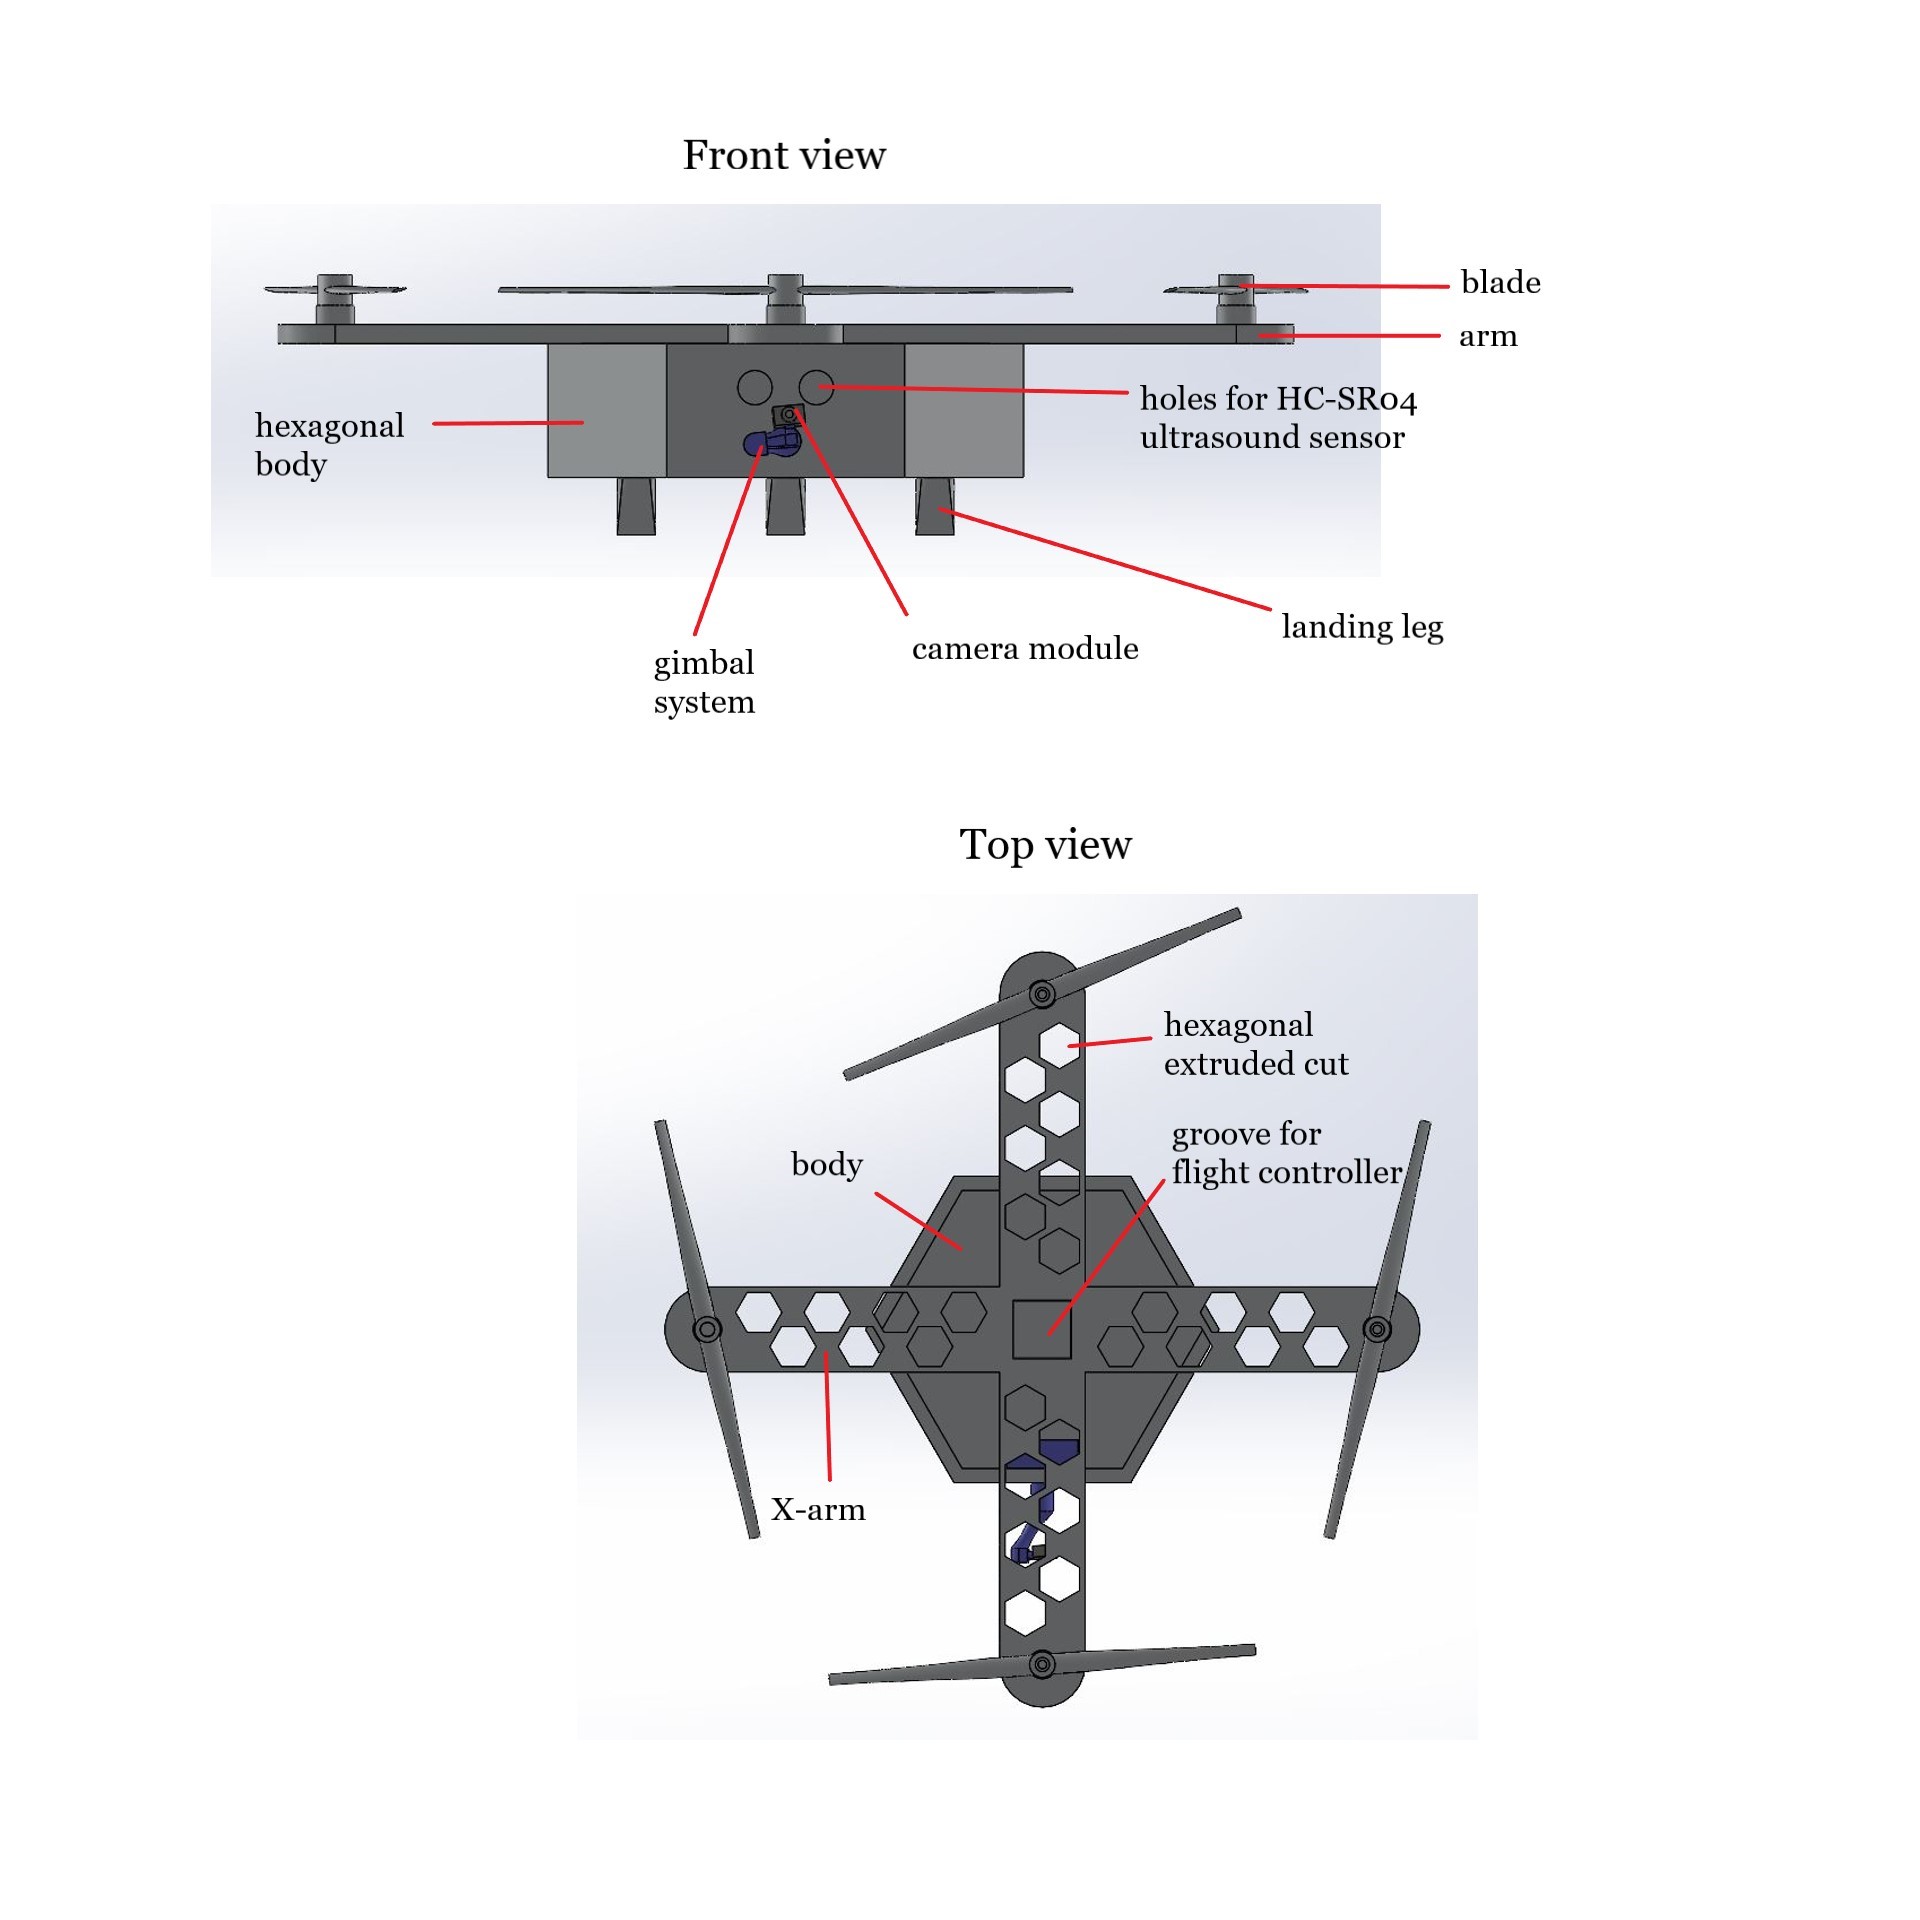 Front view
blade
arm
holes for HC-SR04
ultrasound sensor
hexagonal
body
landing leg
camera module
gimbal
system
Top view
hexagonal
extruded cut
groove for
flight controller
body
X-arm